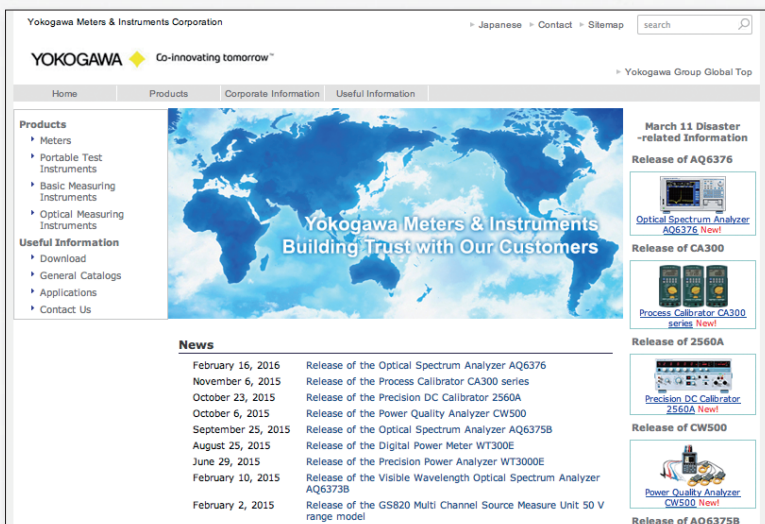 Yokogawa Meters & Instruments Corporation
Japanese Contact Sitemap search
YOKOGAWA Co-innovating tomorrow™
Yokogawa Group Global Top
Home Products Corporate Information Useful Information
Products
Meters
Portable Test
Instruments
Basic Measuring
Instruments
Optical Measuring
Instruments
Useful Information
Download
General Catalogs
Applications
Contact Us
Yokogawa Meters & Instruments
Building Trust with Our Customers
March 11 Disaster
-related Information
Release of AQ6376
Optical Spectrum Analyzer
AQ6376 New!
Release of CA300
Process Calibrator CA300
series New!
Release of 2560A
Precision DC Calibrator
2560A New!
Release of CW500
Power Quality Analyzer
CW500 New!
Release of AQ6375B
News
February 16, 2016 Release of the Optical Spectrum Analyzer AQ6376
November 6, 2015 Release of the Process Calibrator CA300 series
October 23, 2015 Release of the Precision DC Calibrator 2560A
October 6, 2015 Release of the Power Quality Analyzer CW500
September 25, 2015 Release of the Optical Spectrum Analyzer AQ6375B
August 25, 2015 Release of the Digital Power Meter WT300E
June 29, 2015 Release of the Precision Power Analyzer WT3000E
February 10, 2015 Release of the Visible Wavelength Optical Spectrum Analyzer
AQ6373B
February 2, 2015 Release of the GS820 Multi Channel Source Measure Unit 50 V
range model